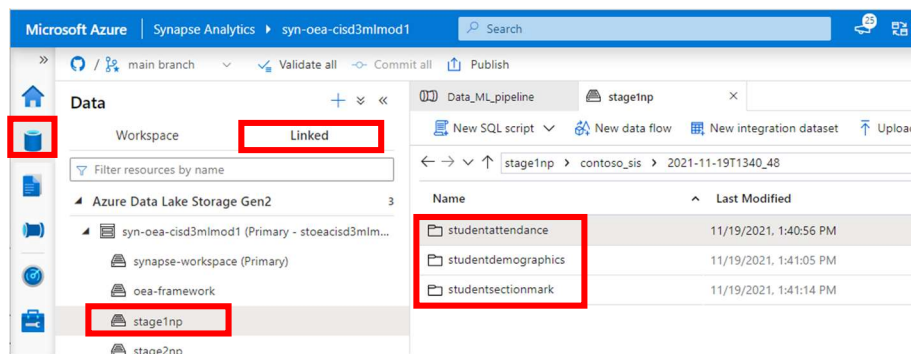 Microsoft Azure | Synapse Analytics ▸ syn-oea-cisd3mlmod1
Search
25
» / main branch Validate all Commit all Publish
Data
Workspace Linked
Filter resources by name
Azure Data Lake Storage Gen2 3
syn-oea-cisd3mlmod1 (Primary - stoeacisd3mlm...
synapse-workspace (Primary)
oea-framework
stage1np
stage2np
Data_ML_pipeline stage1np ×
New SQL script New data flow New integration dataset
stage1np > contoso_sis > 2021-11-19T1340_48
Name Last Modified
studentattendance 11/19/2021, 1:40:56 PM
studentdemographics 11/19/2021, 1:41:05 PM
studentsectionmark 11/19/2021, 1:41:14 PM